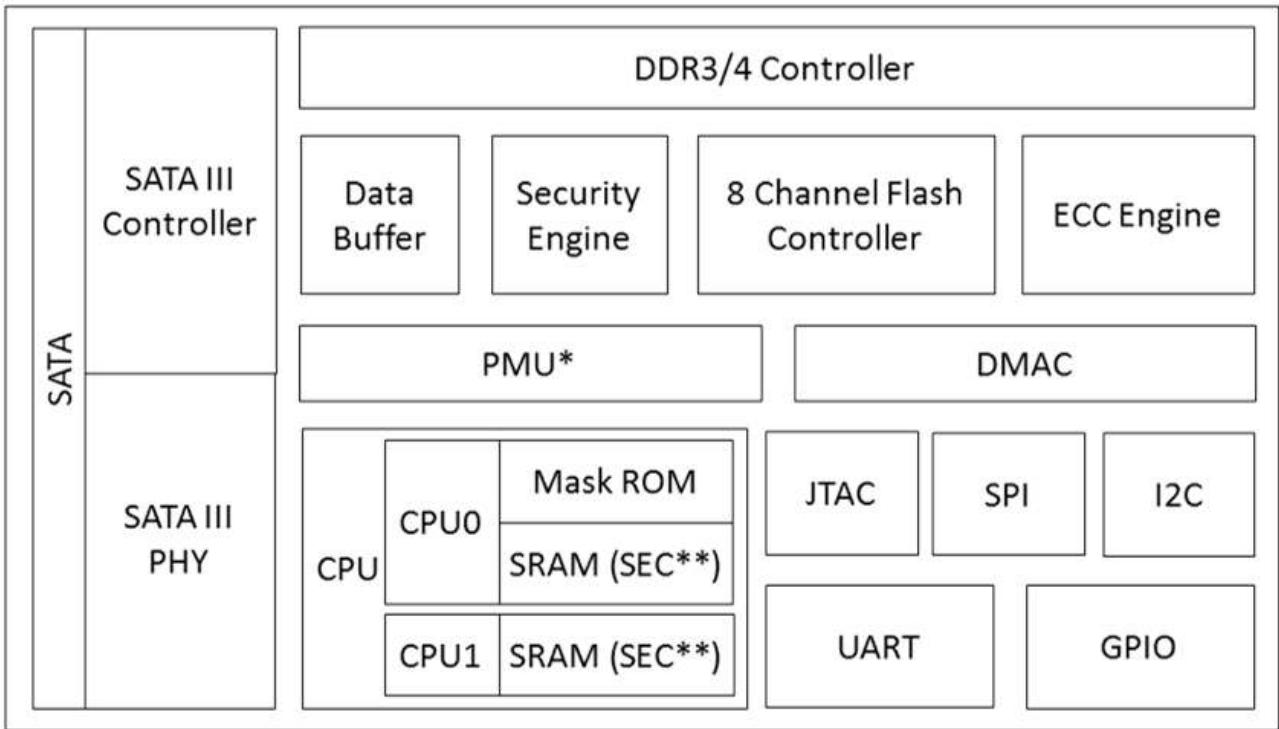 DDR3/4 Controller
SATA
SATA III
Controller
Data
Buffer
Security
Engine
8 Channel Flash
Controller
ECC Engine
PMU*
DMAC
SATA III
PHY
CPU
CPU0
Mask ROM
SRAM (SEC**)
CPU1
SRAM (SEC**)
JTAC
SPI
I2C
UART
GPIO